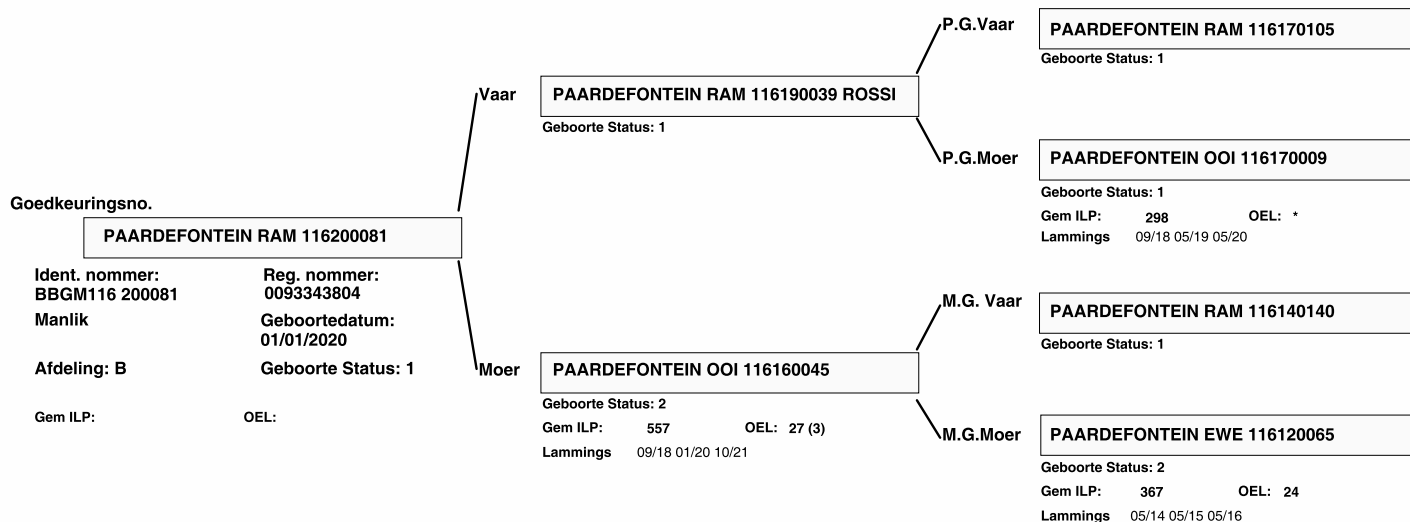 P.G.Vaar
PAARDEFONTEIN RAM 116170105
Geboorte Status: 1
Vaar
PAARDEFONTEIN RAM 116190039 ROSSI
Geboorte Status: 1
P.G.Moer
PAARDEFONTEIN OOI 116170009
Geboorte Status: 1
Gem ILP: 298 OEL: *
Lammings 09/18 05/19 05/20
Goedkeuringsno.
PAARDEFONTEIN RAM 116200081
Ident. nommer: Reg. nommer:
BBGM116 200081 0093343804
Manlik Geboortedatum:
01/01/2020
Afdeling: B Geboorte Status: 1
Gem ILP: OEL:
M.G. Vaar
PAARDEFONTEIN RAM 116140140
Geboorte Status: 1
Moer
PAARDEFONTEIN OOI 116160045
Geboorte Status: 2
Gem ILP: 557 OEL: 27 (3)
Lammings 09/18 01/20 10/21
M.G.Moer
PAARDEFONTEIN EWE 116120065
Geboorte Status: 2
Gem ILP: 367 OEL: 24
Lammings 05/14 05/15 05/16